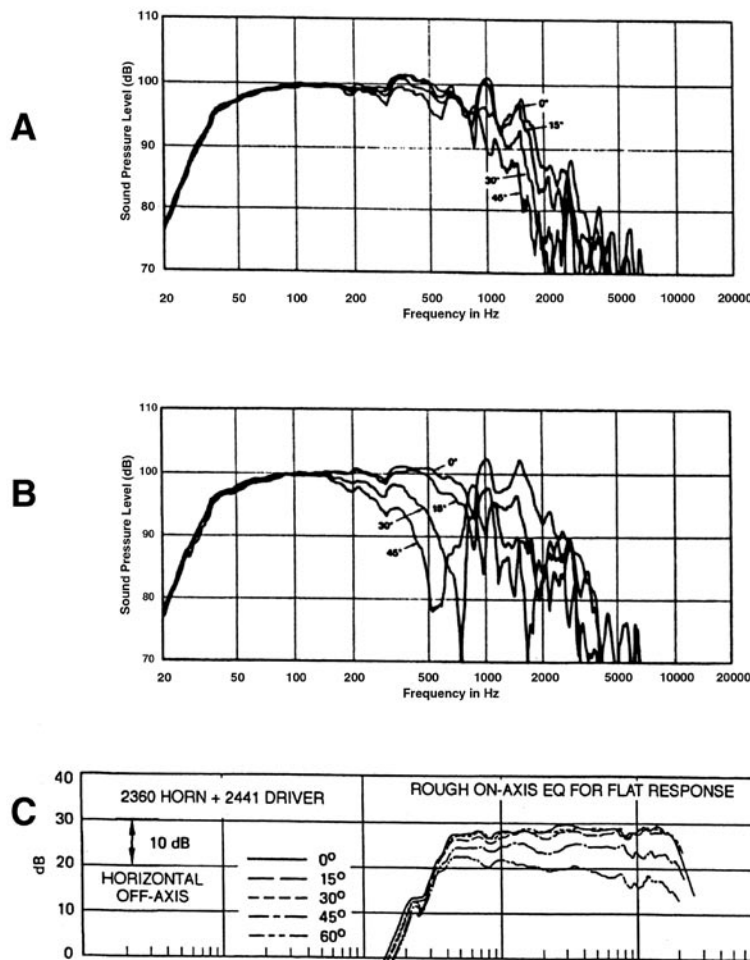 A
Sound Pressure Level (dB)
110
100
90
80
70
0°
15°
30°
45°
20 50 100 200 500 1000 2000 5000 10000 20000
Frequency in Hz
B
Sound Pressure Level (dB)
110
100
90
80
70
0°
15°
30°
45°
20 50 100 200 500 1000 2000 5000 10000 20000
Frequency in Hz
C
dB
40
30
20
10
0
2360 HORN + 2441 DRIVER
ROUGH ON-AXIS EQ FOR FLAT RESPONSE
10 dB
HORIZONTAL
OFF-AXIS
0°
15°
30°
45°
60°